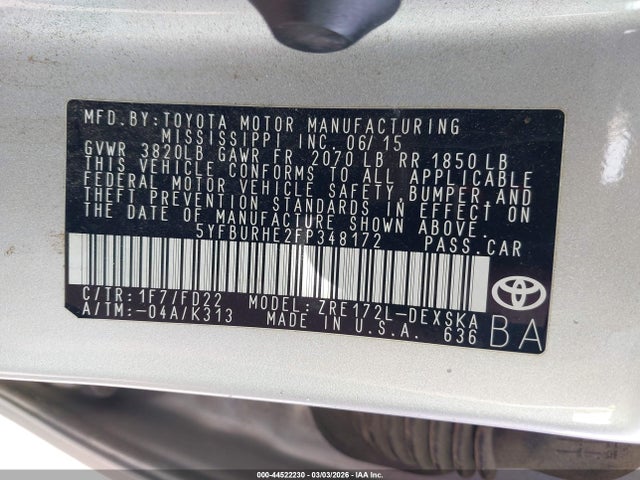 MFD. BY: TOYOTA MOTOR MANUFACTURING
MISSISSIPPI INC. 06/15
GVWR 3820LB GAWR FR 2070 LB RR 1850 LB
THIS VEHICLE CONFORMS TO ALL APPLICABLE
FEDERAL MOTOR VEHICLE SAFETY, BUMPER, AND
THEFT PREVENTION STANDARDS IN EFFECT ON
THE DATE OF MANUFACTURE SHOWN ABOVE.
5YFBURHE2FP348172 PASS. CAR
C/TR: 1F7/FD22 MODEL: ZRE172L-DEXSKA
A/TM: -04A/K313 MADE IN U.S.A. 636
BA
000-44522230 - 03/03/2026 - IAA Inc.